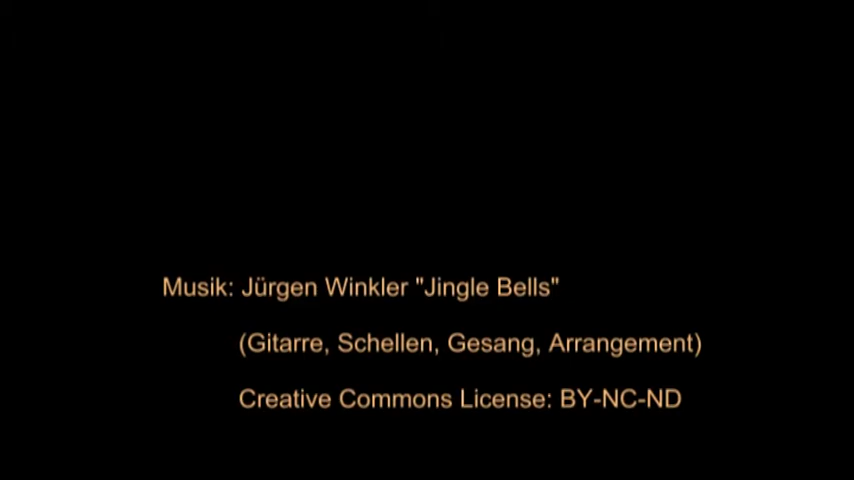 Musik: Jürgen Winkler "Jingle Bells"
(Gitarre, Schellen, Gesang, Arrangement)
Creative Commons License: BY-NC-ND